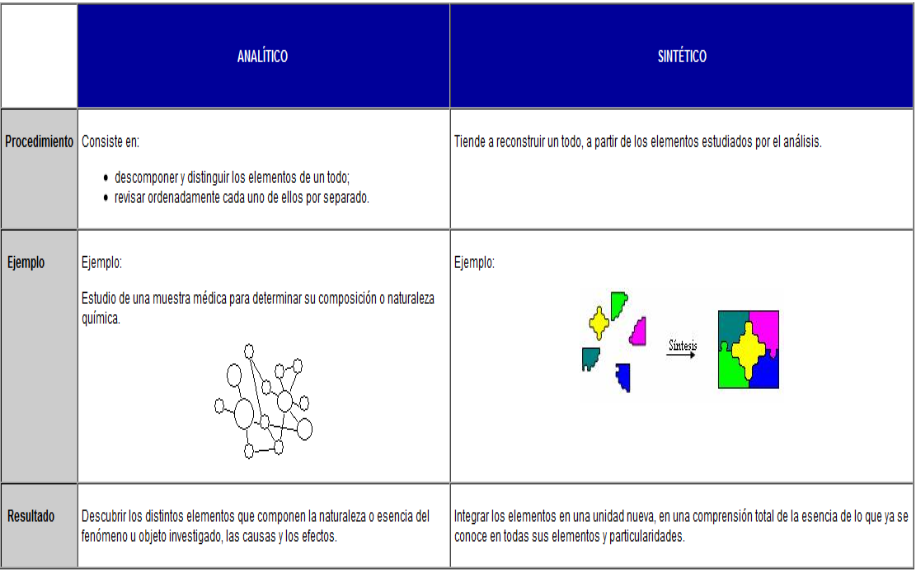 ANALÍTICO
SINTÉTICO
Procedimiento
Consiste en:
descomponer y distinguir los elementos de un todo;
revisar ordenadamente cada uno de ellos por separado.
Tiende a reconstruir un todo, a partir de los elementos estudiados por el análisis.
Ejemplo
Ejemplo:
Estudio de una muestra médica para determinar su composición o naturaleza
química.
Ejemplo:
Síntesis
Resultado
Descubrir los distintos elementos que componen la naturaleza o esencia del
fenómeno u objeto investigado, las causas y los efectos.
Integrar los elementos en una unidad nueva, en una comprensión total de la esencia de lo que ya se
conoce en todas sus elementos y particularidades.